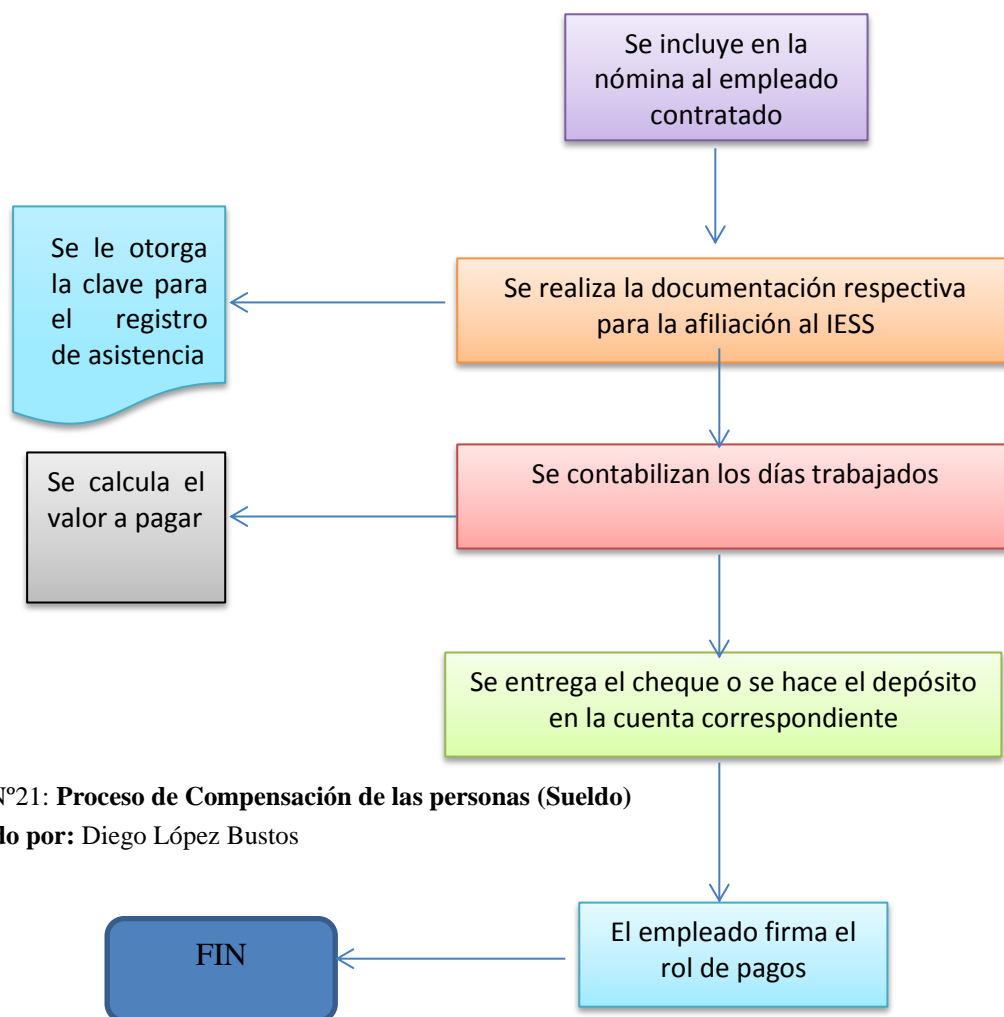 Se incluye en la
nómina al empleado
contratado
Se le otorga
la clave para
el registro
de asistencia
Se realiza la documentación respectiva
para la afiliación al IESS
Se calcula el
valor a pagar
Se contabilizan los días trabajados
Se entrega el cheque o se hace el depósito
en la cuenta correspondiente
Nº21: Proceso de Compensación de las personas (Sueldo)
por: Diego López Bustos
FIN
El empleado firma el
rol de pagos